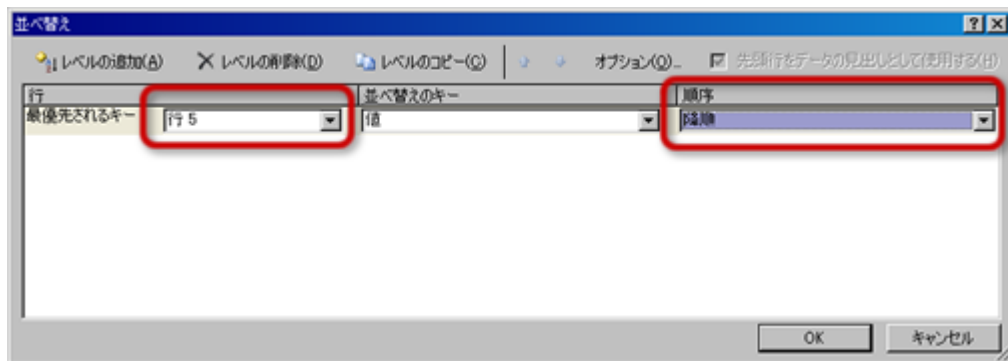 並べ替え
レベルの追加(A) レベルの削除(D) レベルのコピー(C) オプション(O)... 先頭行をデータの見出しとして使用する(H)
行 並べ替えのキー 順序
最優先されるキー 行 5 値 降順
OK キャンセル